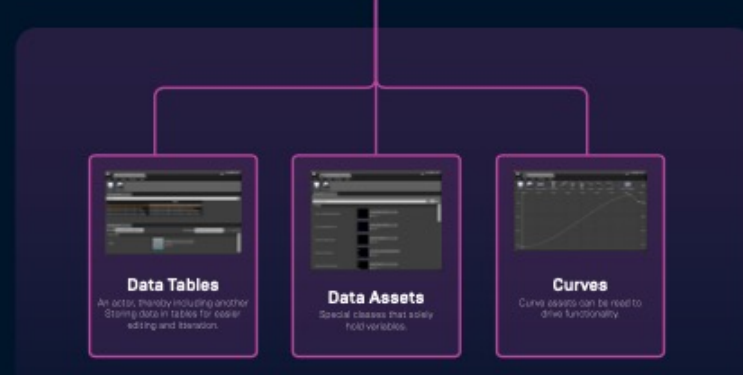 Data Tables
An actor, thereby including another
Storing data in tables for easier
editing and iteration.
Data Assets
Special classes that solely
hold variables.
Curves
Curve assets can be read to
drive functionality.